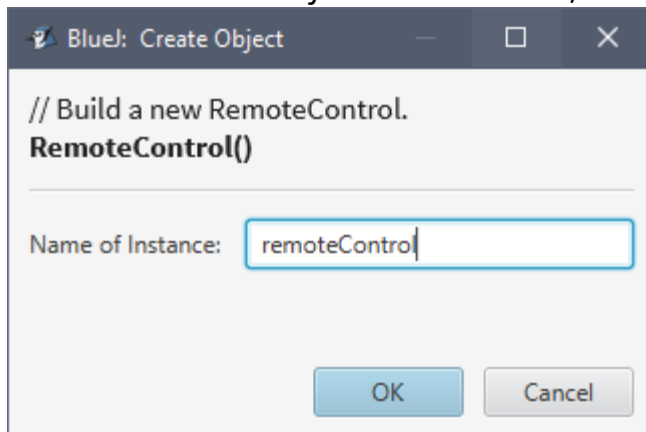 BlueJ: Create Object
// Build a new RemoteControl.
RemoteControl()
Name of Instance: remoteControl
OK Cancel